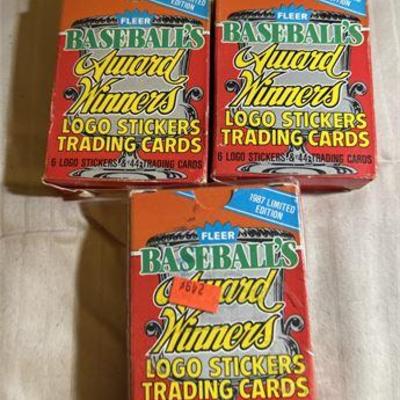 EDITION
FLEER
BASEBALL'S
Award
Winners
LOGO STICKERS
TRADING CARDS
6 LOGO STICKERS & 44 TRADING CARDS
FLEER
BASEBALL'S
Award
Winners
LOGO STICKERS
TRADING CARDS
6 LOGO STICKERS & 44 TRADING CARDS
1987 LIMITED
EDITION
FLEER
BASEBALL'S
Award
Winners
LOGO STICKERS
TRADING CARDS